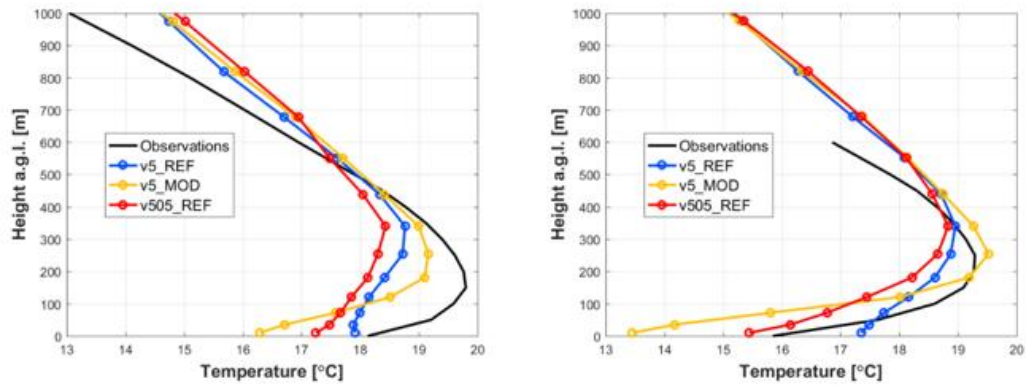 1000
900
800
700
600
500
400
300
200
100
0
Height a.g.l. [m]
Observations
v5_REF
v5_MOD
v505_REF
13 14 15 16 17 18 19 20
Temperature [°C]
1000
900
800
700
600
500
400
300
200
100
0
Height a.g.l. [m]
Observations
v5_REF
v5_MOD
v505_REF
13 14 15 16 17 18 19 20
Temperature [°C]